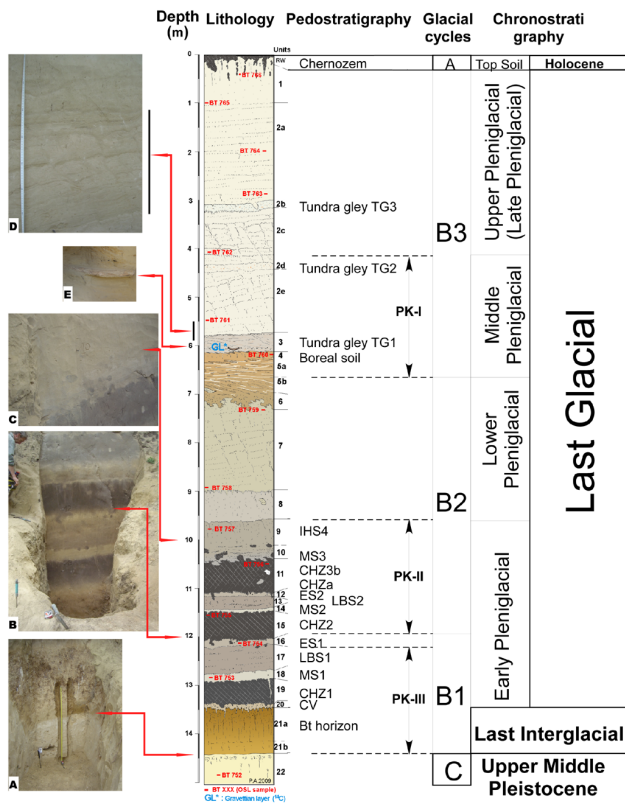 Depth (m)
Lithology
Pedostratigraphy
Glacial cycles
Chronostratigraphy
Units
0
RW
BT 766
Chernozem
A
Top Soil
Holocene
1
1
BT 765
2a
2
BT 764
BT 763
3
2b
Tundra gley TG3
2c
4
BT 762
2d
Tundra gley TG2
2e
5
BT 761
PK-I
3
6
GL*
Tundra gley TG1
BT 760
4
Boreal soil
5a
5b
7
6
BT 759
7
BT 758
9
8
BT 757
9
IHS4
10
10
MS3
11
CHZ3b
11
CHZa
12
ES2
13
LBS2
14
MS2
15
CHZ2
12
16
ES1
17
LBS1
BT 753
18
MS1
13
19
CHZ1
20
CV
21a
Bt horizon
14
21b
22
BT 752
P.A 2009
BT XXX (OSL sample)
GL* : Gravettian layer (¹⁴C)
PK-II
PK-III
B3
B2
B1
C
Upper Pleniglacial
(Late Pleniglacial)
Middle
Pleniglacial
Lower
Pleniglacial
Early Pleniglacial
Last Glacial
Last Interglacial
Upper Middle
Pleistocene
D
E
C
B
A